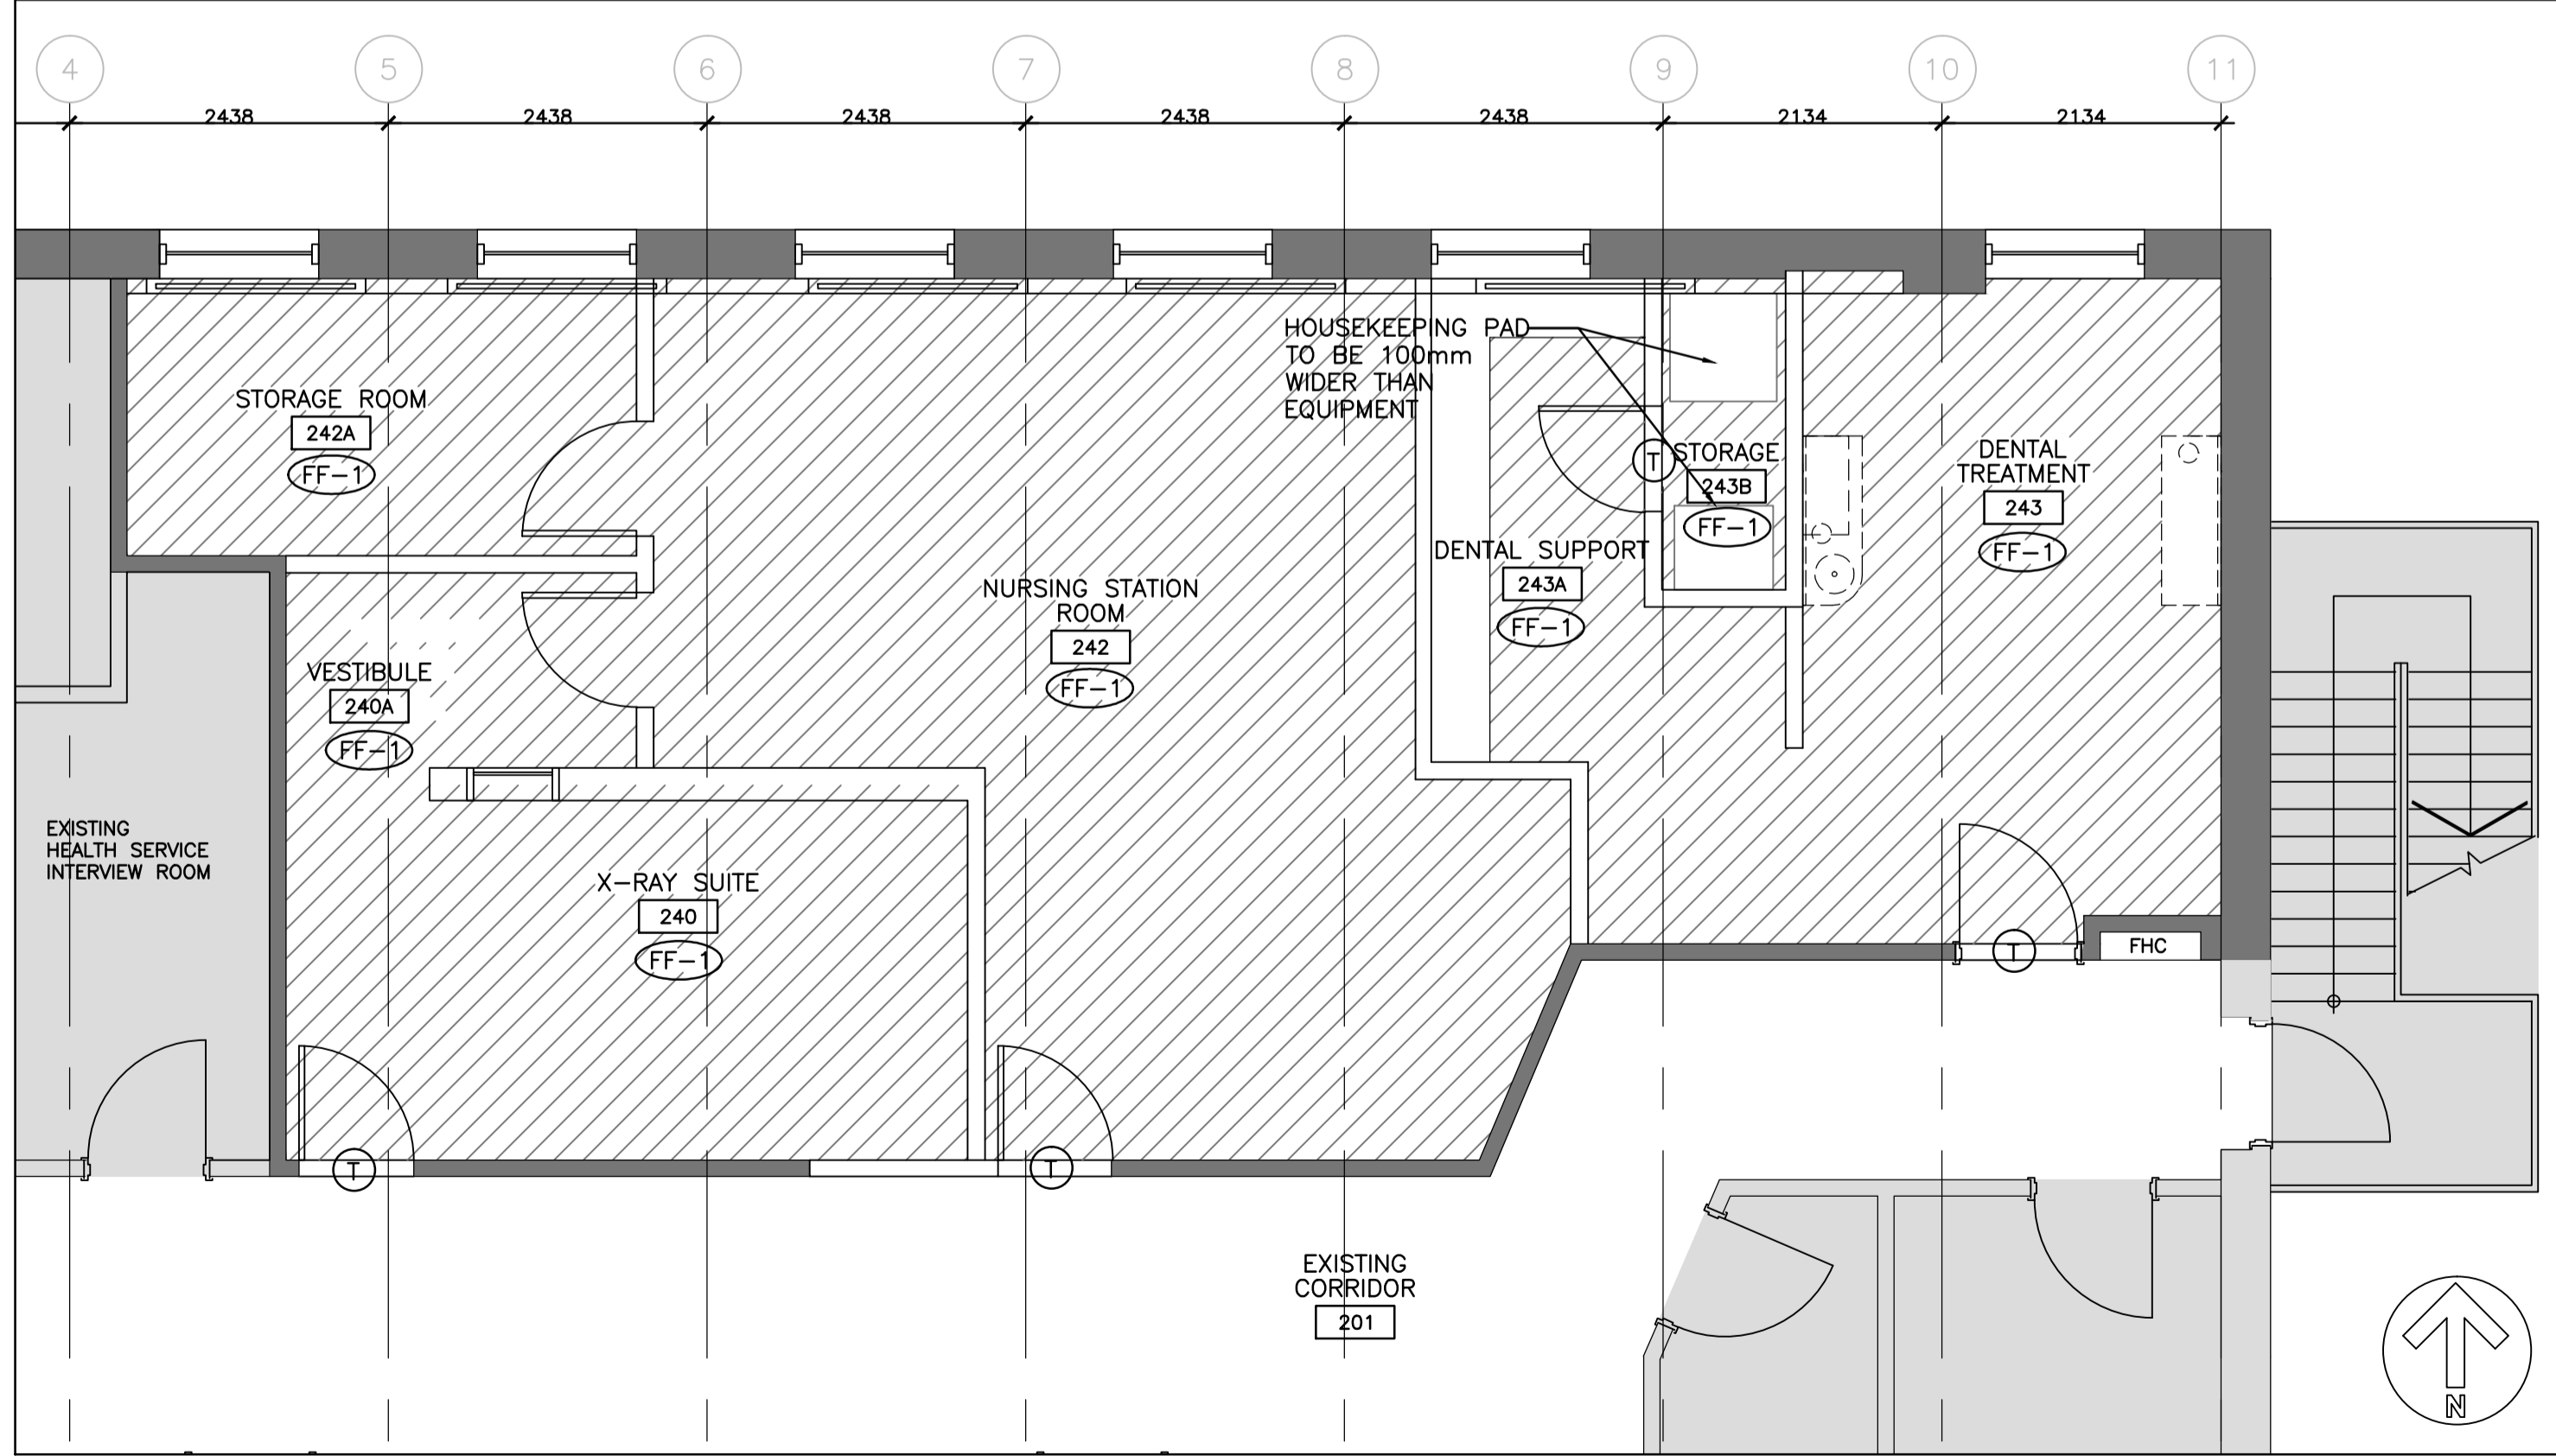 4
5
6
7
8
9
10
11
2438
2438
2438
2438
2438
2134
2134
HOUSEKEEPING PAD
TO BE 100mm
WIDER THAN
EQUIPMENT
STORAGE ROOM
242A
FF-1
T
STORAGE
243B
FF-1
DENTAL
TREATMENT
243
FF-1
DENTAL SUPPORT
243A
FF-1
NURSING STATION
ROOM
242
FF-1
VESTIBULE
240A
FF-1
EXISTING
HEALTH SERVICE
INTERVIEW ROOM
X-RAY SUITE
240
FF-1
T
FHC
T
T
EXISTING
CORRIDOR
201
N